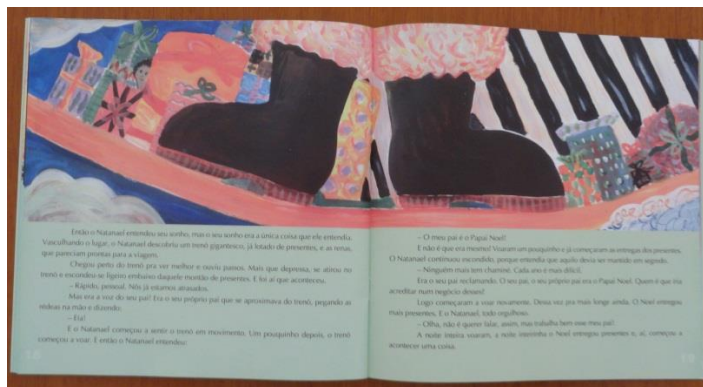 Então o Natanael entendeu seu sonho, mas o seu sonho era a única coisa que ele entendia.
Vasculhando o lugar, o Natanael descobriu um trenó gigantesco, já lotado de presentes, e as renas,
que pareciam prontas para a viagem.
Chegou perto do trenó pra ver melhor e ouviu passos. Mais que depressa, se atirou no
trenó e escondeu-se ligeiro embaixo daquele montão de presentes. E foi aí que aconteceu.
– Rápido, pessoal. Nós já estamos atrasados.
Mas era a voz do seu pai! Era o seu próprio pai que se aproximava do trenó, pegando as
rédeas na mão e dizendo:
– Eia!
E o Natanael começou a sentir o trenó em movimento. Um pouquinho depois, o trenó
começou a voar. E então o Natanael entendeu:
18
– O meu pai é o Papai Noel!
E não é que era mesmo! Voaram um pouquinho e já começaram as entregas dos presentes.
O Natanael continuou escondido, porque entendia que aquilo devia ser mantido em segredo.
– Ninguém mais tem chaminé. Cada ano é mais difícil.
Era o seu pai reclamando. O seu pai, o seu próprio pai era o Papai Noel. Quem é que iria
acreditar num negócio desses?
Logo começaram a voar novamente. Dessa vez pra mais longe ainda. O Noel entregou
mais presentes. E o Natanael, todo orgulhoso:
– Olha, não é querer falar, assim, mas trabalha bem esse meu pai!
A noite inteira voaram, a noite inteirinha o Noel entregou presentes e, aí, começou a
acontecer uma coisa.
19